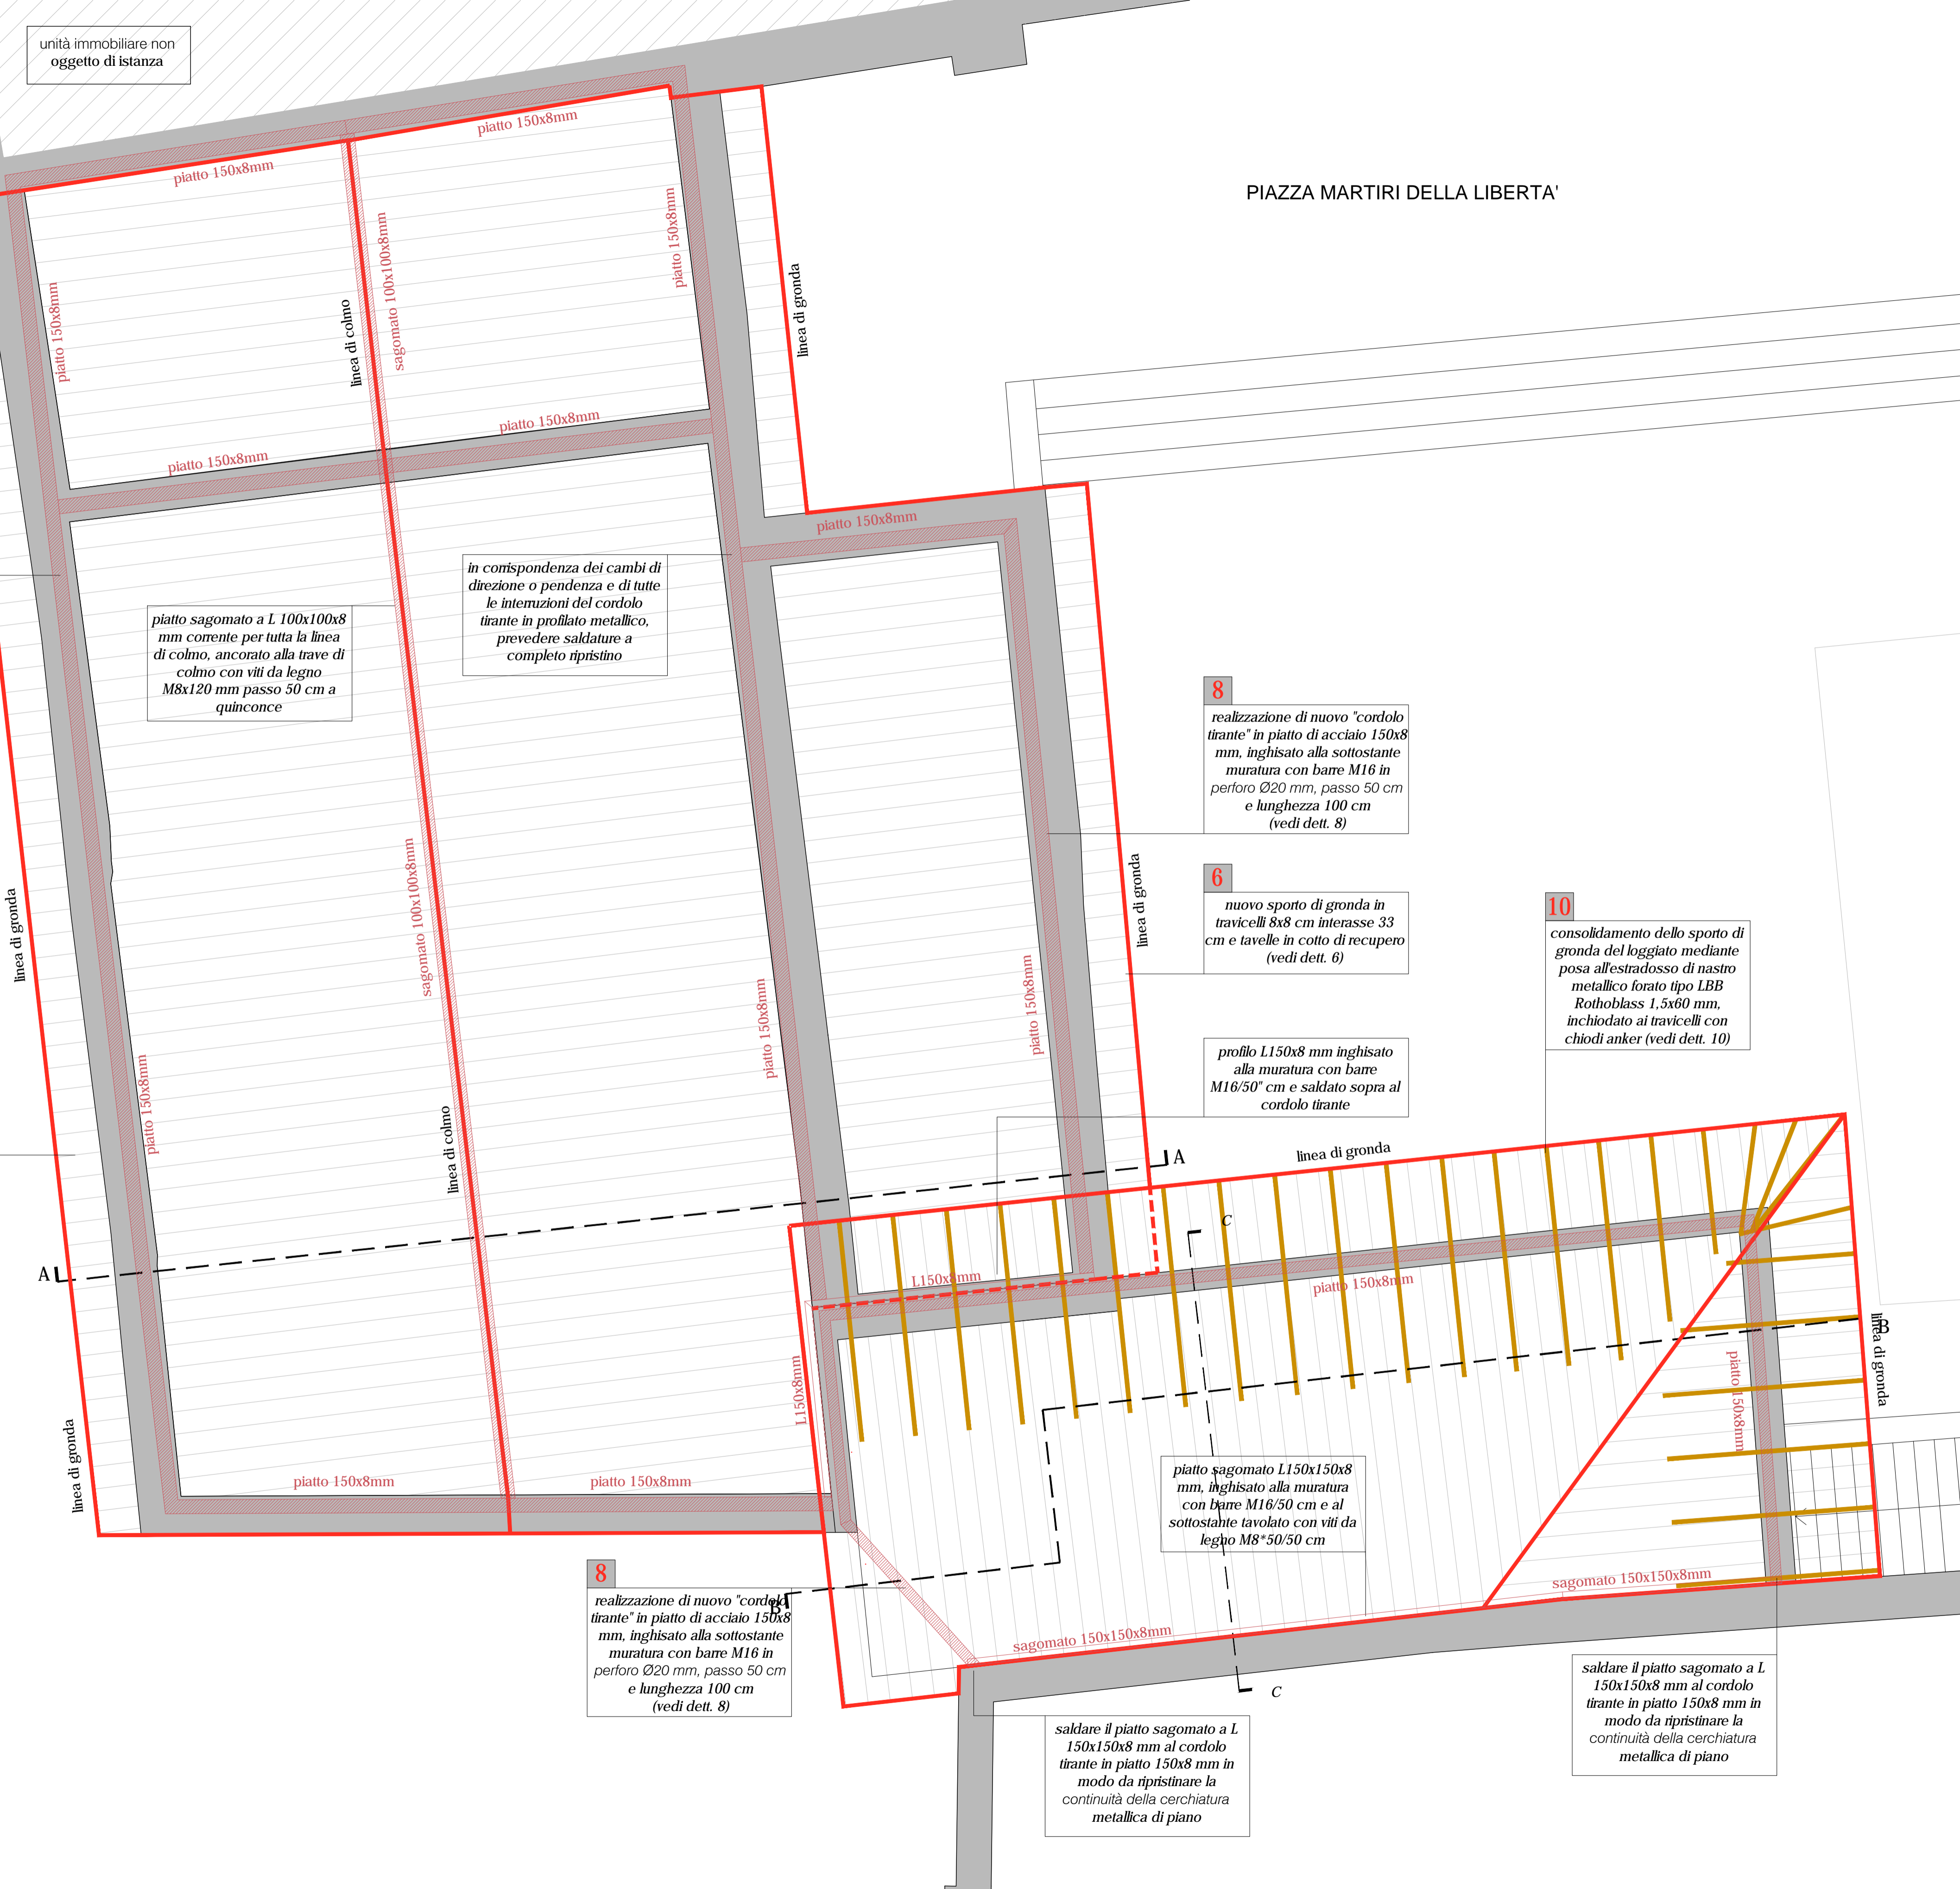 unità immobiliare non
oggetto di istanza
PIAZZA MARTIRI DELLA LIBERTA'
piatto 150x8mm
piatto 150x8mm
piatto 150x8mm
sagomato 100x100x8mm
piatto 150x8mm
linea di colmo
linea di gronda
piatto 150x8mm
piatto 150x8mm
piatto 150x8mm
piatto sagomato a L 100x100x8
mm corrente per tutta la linea
di colmo, ancorato alla trave di
colmo con viti da legno
M8x120 mm passo 50 cm a
quinconce
in corrispondenza dei cambi di
direzione o pendenza e di tutte
le interruzioni del cordolo
tirante in profilato metallico,
prevedere saldature a
completo ripristino
8
realizzazione di nuovo "cordolo
tirante" in piatto di acciaio 150x8
mm, inghisato alla sottostante
muratura con barre M16 in
perforo Ø20 mm, passo 50 cm
e lunghezza 100 cm
(vedi dett. 8)
6
nuovo sporto di gronda in
travicelli 8x8 cm interasse 33
cm e tavelle in cotto di recupero
(vedi dett. 6)
10
consolidamento dello sporto di
gronda del loggiato mediante
posa all'estradosso di nastro
metallico forato tipo LBB
Rothoblass 1,5x60 mm,
inchiodato ai travicelli con
chiodi anker (vedi dett. 10)
profilo L150x8 mm inghisato
alla muratura con barre
M16/50" cm e saldato sopra al
cordolo tirante
linea di gronda
sagomato 100x100x8mm
linea di gronda
piatto 150x8mm
piatto 150x8mm
piatto 150x8mm
linea di colmo
linea di gronda
A
A
C
L150x8mm
piatto 150x8mm
B
linea di gronda
L150x8mm
piatto 150x8mm
linea di gronda
piatto 150x8mm
piatto 150x8mm
piatto sagomato L150x150x8
mm, inghisato alla muratura
con barre M16/50 cm e al
sottostante tavolato con viti da
legno M8*50/50 cm
sagomato 150x150x8mm
8
realizzazione di nuovo "cordolo
tirante" in piatto di acciaio 150x8
mm, inghisato alla sottostante
muratura con barre M16 in
perforo Ø20 mm, passo 50 cm
e lunghezza 100 cm
(vedi dett. 8)
B
sagomato 150x150x8mm
C
saldare il piatto sagomato a L
150x150x8 mm al cordolo
tirante in piatto 150x8 mm in
modo da ripristinare la
continuità della cerchiatura
metallica di piano
saldare il piatto sagomato a L
150x150x8 mm al cordolo
tirante in piatto 150x8 mm in
modo da ripristinare la
continuità della cerchiatura
metallica di piano